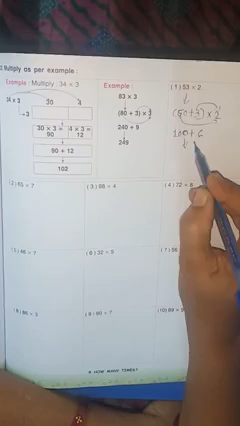 Multiply as per example :
Example : Multiply : 34 × 3
34 × 3
30 4
×3
30 × 3 = 90
4 × 3 = 12
90 + 12
102
Example :
83 × 3
(80 + 3) × 3
240 + 9
249
(1) 53 × 2
(50 + 3) × 2
100 + 6
(2) 65 × 7
(3) 98 × 4
(4) 72 × 8
(5) 46 × 7
(6) 32 × 5
(7) 56
(8) 86 × 5
(9) 90 × 7
(10) 89 ×
HOW MANY TIMES?